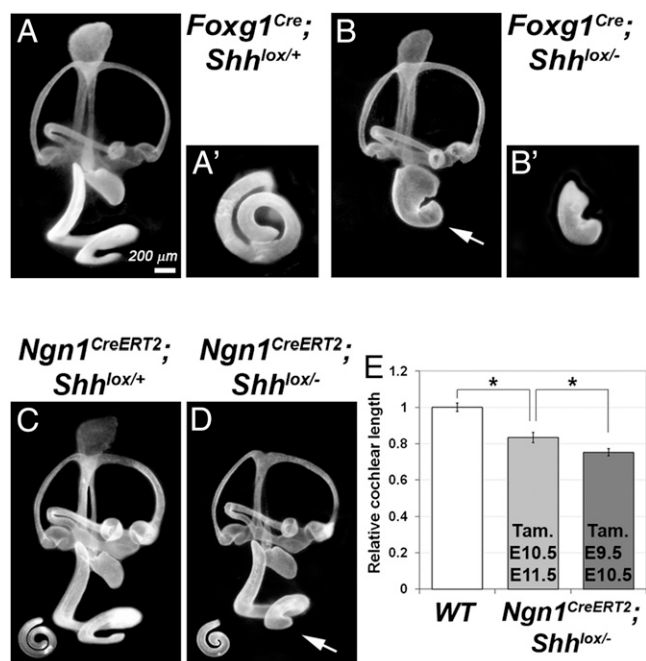 A
Foxg1Cre;
Shhlox/+
B
Foxg1Cre;
Shhlox/-
A'
B'
200 µm
Ngn1CreERT2;
Shhlox/+
Ngn1CreERT2;
Shhlox/-
C
D
E
Relative cochlear length
1.2
1
0.8
0.6
0.4
0.2
0
*
*
Tam.
E10.5
E11.5
Tam.
E9.5
E10.5
WT
Ngn1CreERT2;
Shhlox/-